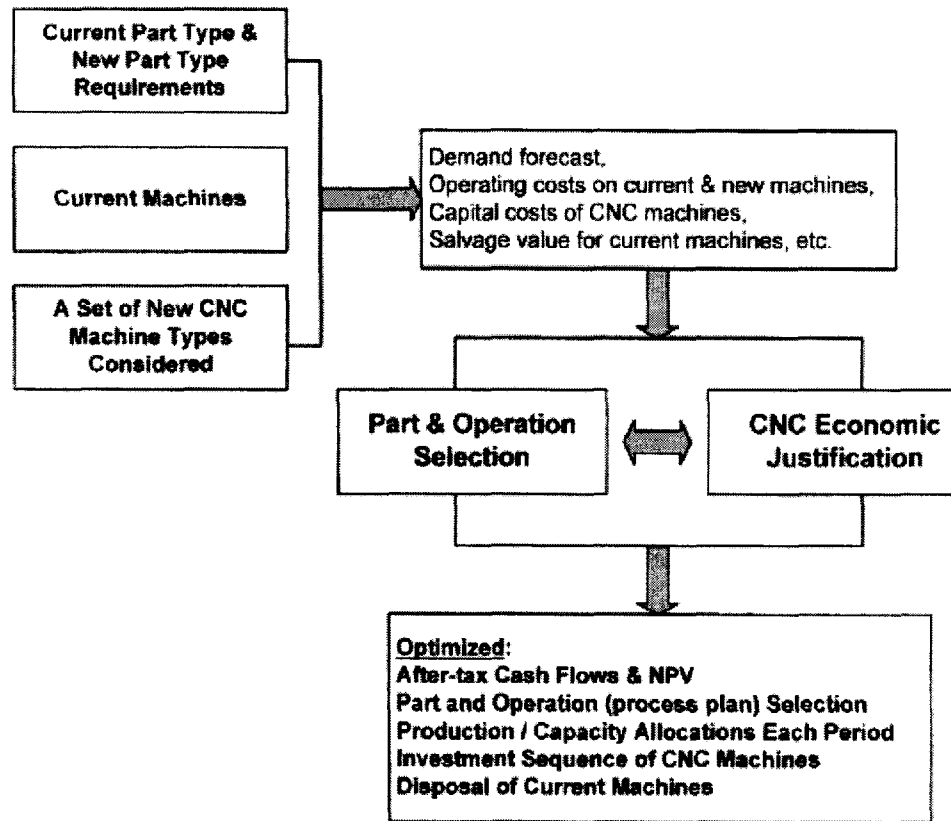 Current Part Type &
New Part Type
Requirements
Current Machines
A Set of New CNC
Machine Types
Considered
Demand forecast,
Operating costs on current & new machines,
Capital costs of CNC machines,
Salvage value for current machines, etc.
Part & Operation
Selection
CNC Economic
Justification
Optimized:
After-tax Cash Flows & NPV
Part and Operation (process plan) Selection
Production / Capacity Allocations Each Period
Investment Sequence of CNC Machines
Disposal of Current Machines